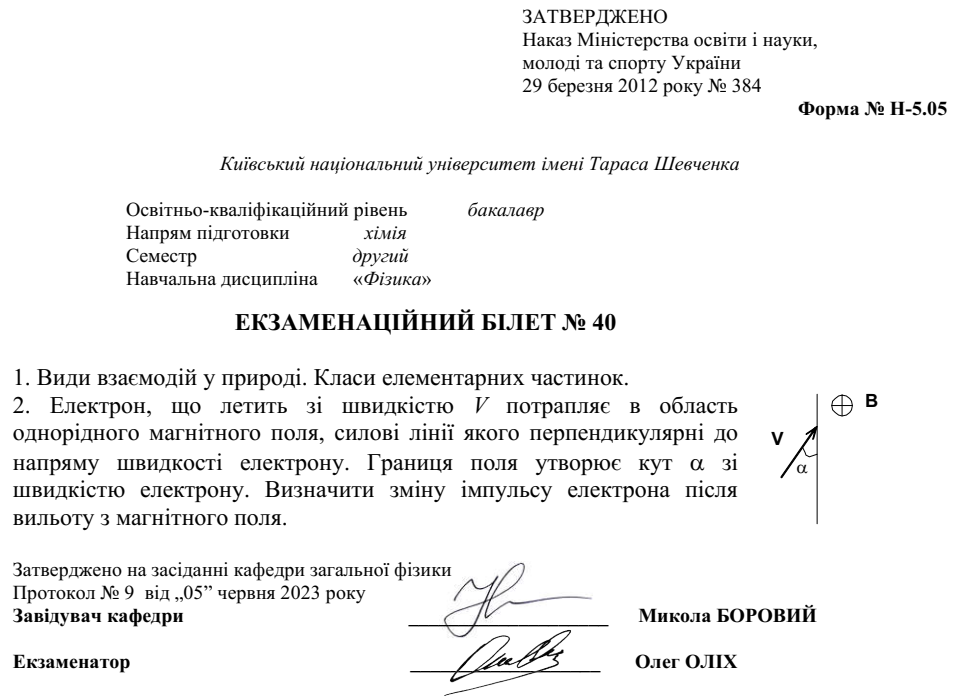 ЗАТВЕРДЖЕНО
Наказ Міністерства освіти і науки,
молоді та спорту України
29 березня 2012 року № 384
Форма № Н-5.05
Київський національний університет імені Тараса Шевченка
Освітньо-кваліфікаційний рівень бакалавр
Напрям підготовки хімія
Семестр другий
Навчальна дисципліна «Фізика»
ЕКЗАМЕНАЦІЙНИЙ БІЛЕТ № 40
1. Види взаємодій у природі. Класи елементарних частинок.
2. Електрон, що летить зі швидкістю V потрапляє в область
однорідного магнітного поля, силові лінії якого перпендикулярні до
напряму швидкості електрону. Границя поля утворює кут α зі
швидкістю електрону. Визначити зміну імпульсу електрона після
вильоту з магнітного поля.
B
V
α
Затверджено на засіданні кафедри загальної фізики
Протокол № 9 від „05” червня 2023 року
Завідувач кафедри Микола БОРОВИЙ
Екзаменатор Олег ОЛІХ